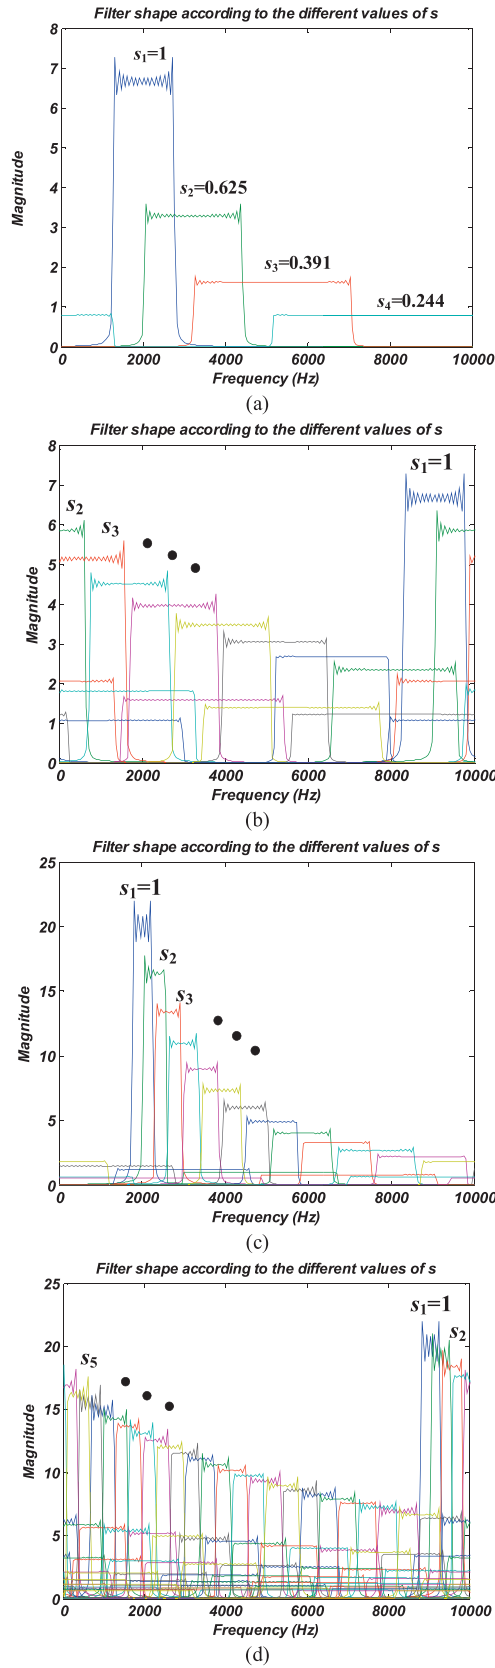 Filter shape according to the different values of s
8
7
6
5
4
3
2
1
0
Magnitude
s1=1
s2=0.625
s3=0.391
s4=0.244
0 2000 4000 6000 8000 10000
Frequency (Hz)
(a)
Filter shape according to the different values of s
8
7
6
5
4
3
2
1
0
Magnitude
s1=1
s2
s3
0 2000 4000 6000 8000 10000
Frequency (Hz)
(b)
Filter shape according to the different values of s
25
20
15
10
5
0
Magnitude
s1=1
s2
s3
0 2000 4000 6000 8000 10000
Frequency (Hz)
(c)
Filter shape according to the different values of s
25
20
15
10
5
0
Magnitude
s1=1
s2
s5
0 2000 4000 6000 8000 10000
Frequency (Hz)
(d)